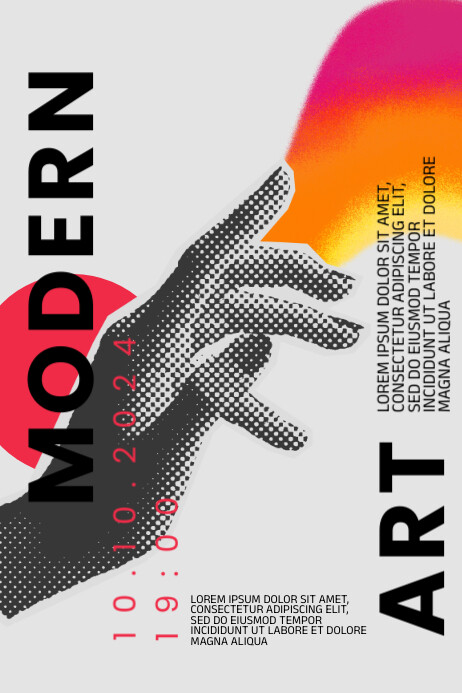 MODERN
ART
10.10.2024
19:00
LOREM IPSUM DOLOR SIT AMET,
CONSECTETUR ADIPISCING ELIT,
SED DO EIUSMOD TEMPOR
INCIDIDUNT UT LABORE ET DOLORE
MAGNA ALIQUA
LOREM IPSUM DOLOR SIT AMET,
CONSECTETUR ADIPISCING ELIT,
SED DO EIUSMOD TEMPOR
INCIDIDUNT UT LABORE ET DOLORE
MAGNA ALIQUA